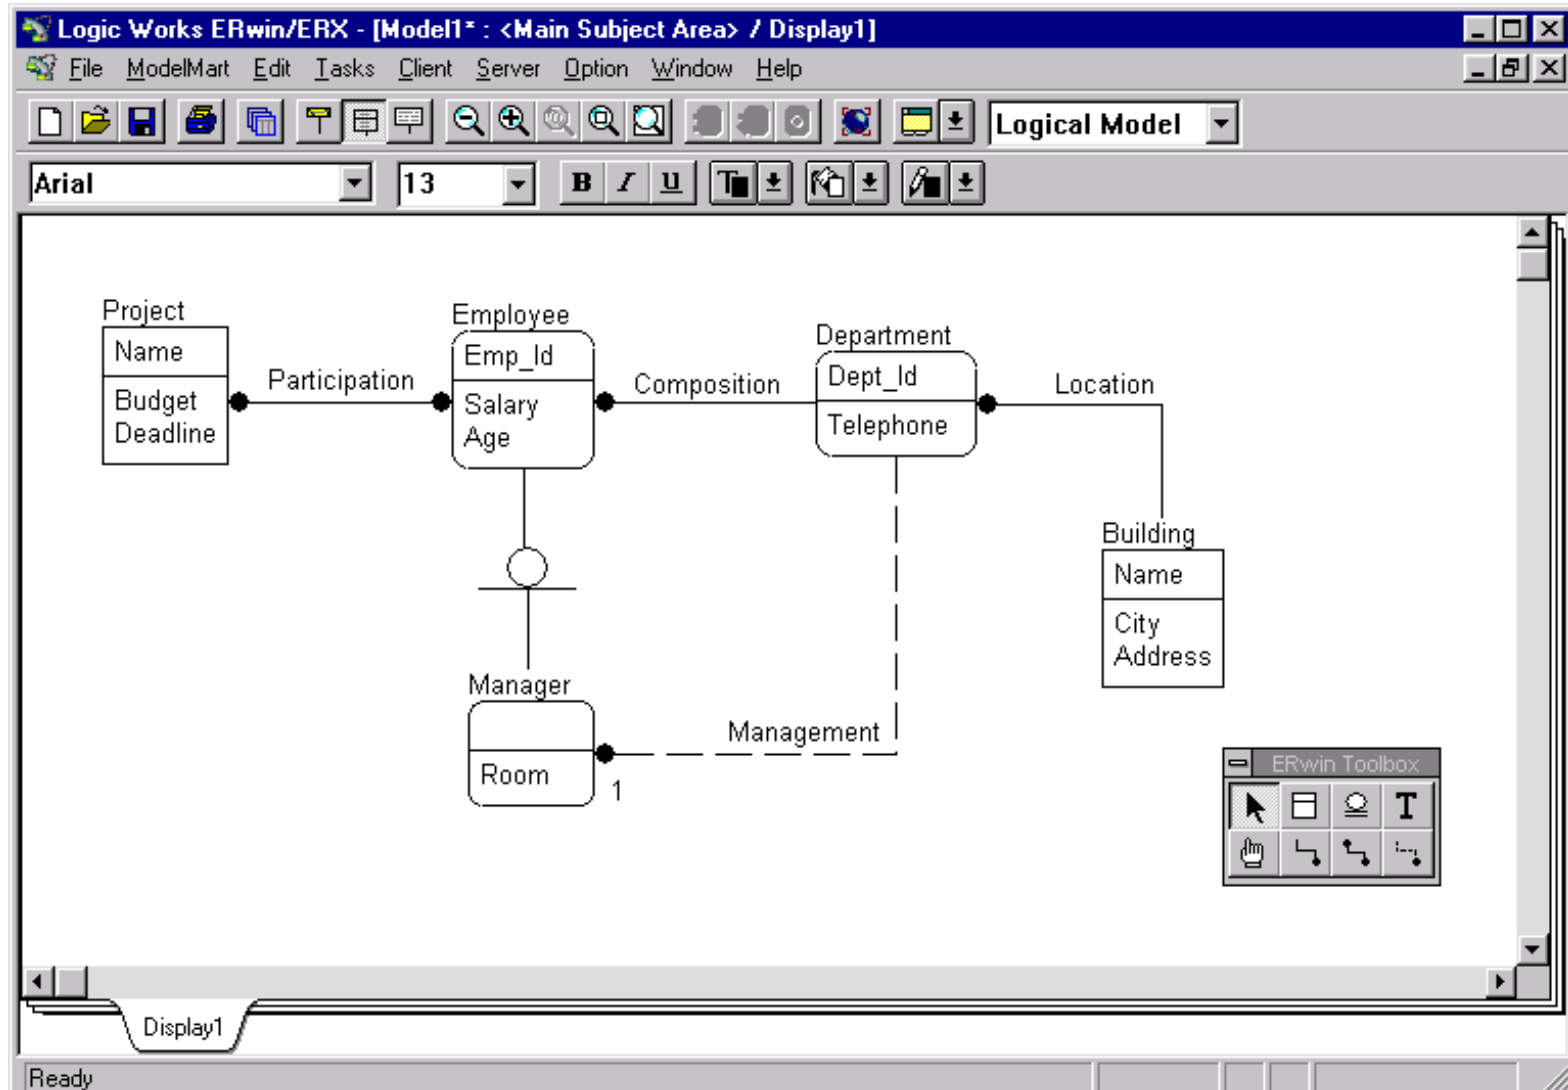 Logic Works ERwin/ERX - [Model1* : <Main Subject Area> / Display1]
File ModelMart Edit Tasks Client Server Option Window Help
Logical Model
Arial 13 B I U T
Project
Name
Budget
Deadline
Participation
Employee
Emp_Id
Salary
Age
Composition
Department
Dept_Id
Telephone
Location
Building
Name
City
Address
Manager
Room
1
Management
ERwin Toolbox
T
Display1
Ready